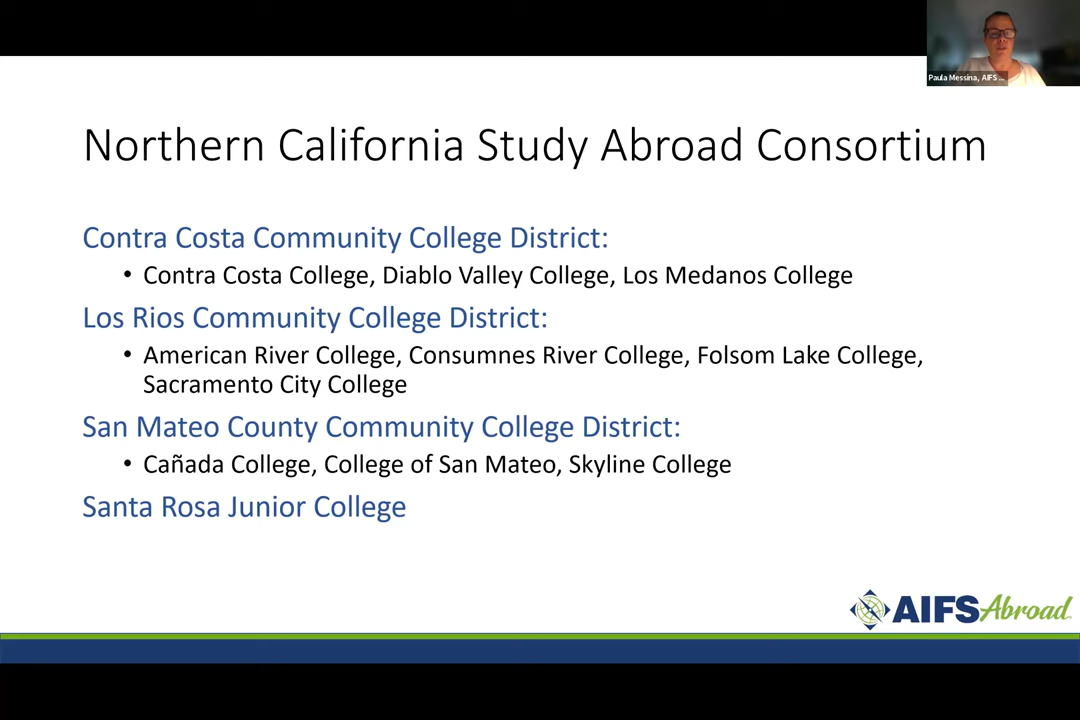 Paula Messina, AIFS ...
Northern California Study Abroad Consortium
Contra Costa Community College District:
• Contra Costa College, Diablo Valley College, Los Medanos College
Los Rios Community College District:
• American River College, Consumnes River College, Folsom Lake College,
Sacramento City College
San Mateo County Community College District:
• Cañada College, College of San Mateo, Skyline College
Santa Rosa Junior College
AIFS Abroad